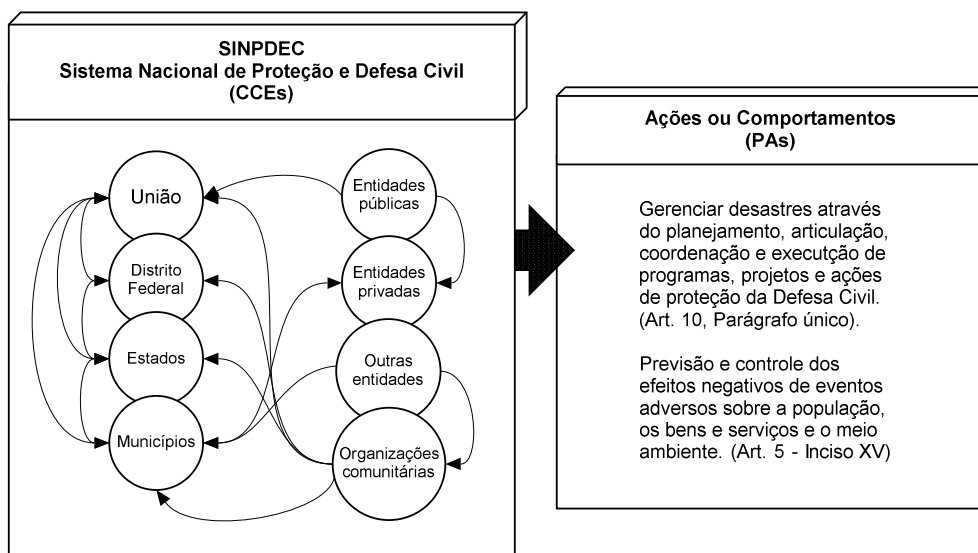 SINPDEC
Sistema Nacional de Proteção e Defesa Civil
(CCEs)
União
Distrito
Federal
Estados
Municípios
Entidades
públicas
Entidades
privadas
Outras
entidades
Organizações
comunitárias
Ações ou Comportamentos
(PAs)
Gerenciar desastres através
do planejamento, articulação,
coordenação e executção de
programas, projetos e ações
de proteção da Defesa Civil.
(Art. 10, Parágrafo único).
Previsão e controle dos
efeitos negativos de eventos
adversos sobre a população,
os bens e serviços e o meio
ambiente. (Art. 5 - Inciso XV)